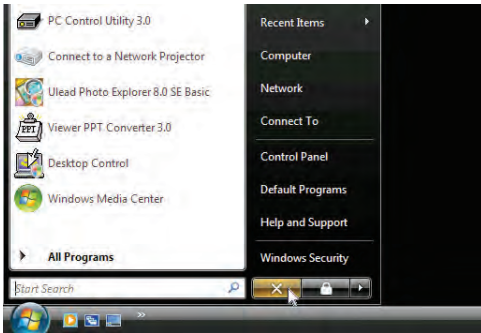 PC Control Utility 3.0
Connect to a Network Projector
Ulead Photo Explorer 8.0 SE Basic
PPT
Viewer PPT Converter 3.0
Desktop Control
Windows Media Center
All Programs
Start Search
Recent Items
Computer
Network
Connect To
Control Panel
Default Programs
Help and Support
Windows Security